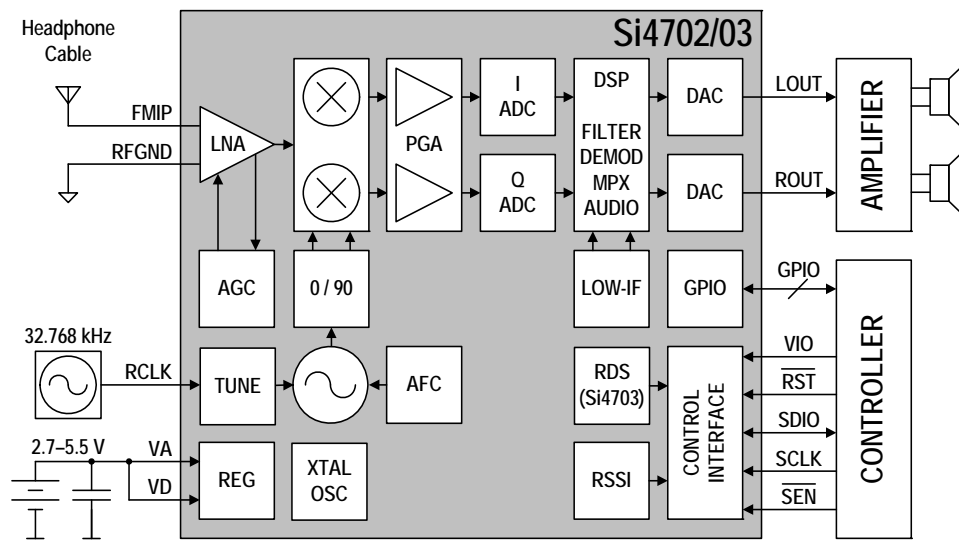 Si4702/03
Headphone
Cable
FMIP
RFGND
LNA
PGA
I
ADC
Q
ADC
DSP
FILTER
DEMOD
MPX
AUDIO
DAC
DAC
LOUT
ROUT
AMPLIFIER
AGC
0 / 90
LOW-IF
GPIO
GPIO
CONTROLLER
32.768 kHz
RCLK
TUNE
AFC
RDS
(Si4703)
CONTROL
INTERFACE
VIO
RST
SDIO
SCLK
SEN
2.7–5.5 V
VA
VD
REG
XTAL
OSC
RSSI